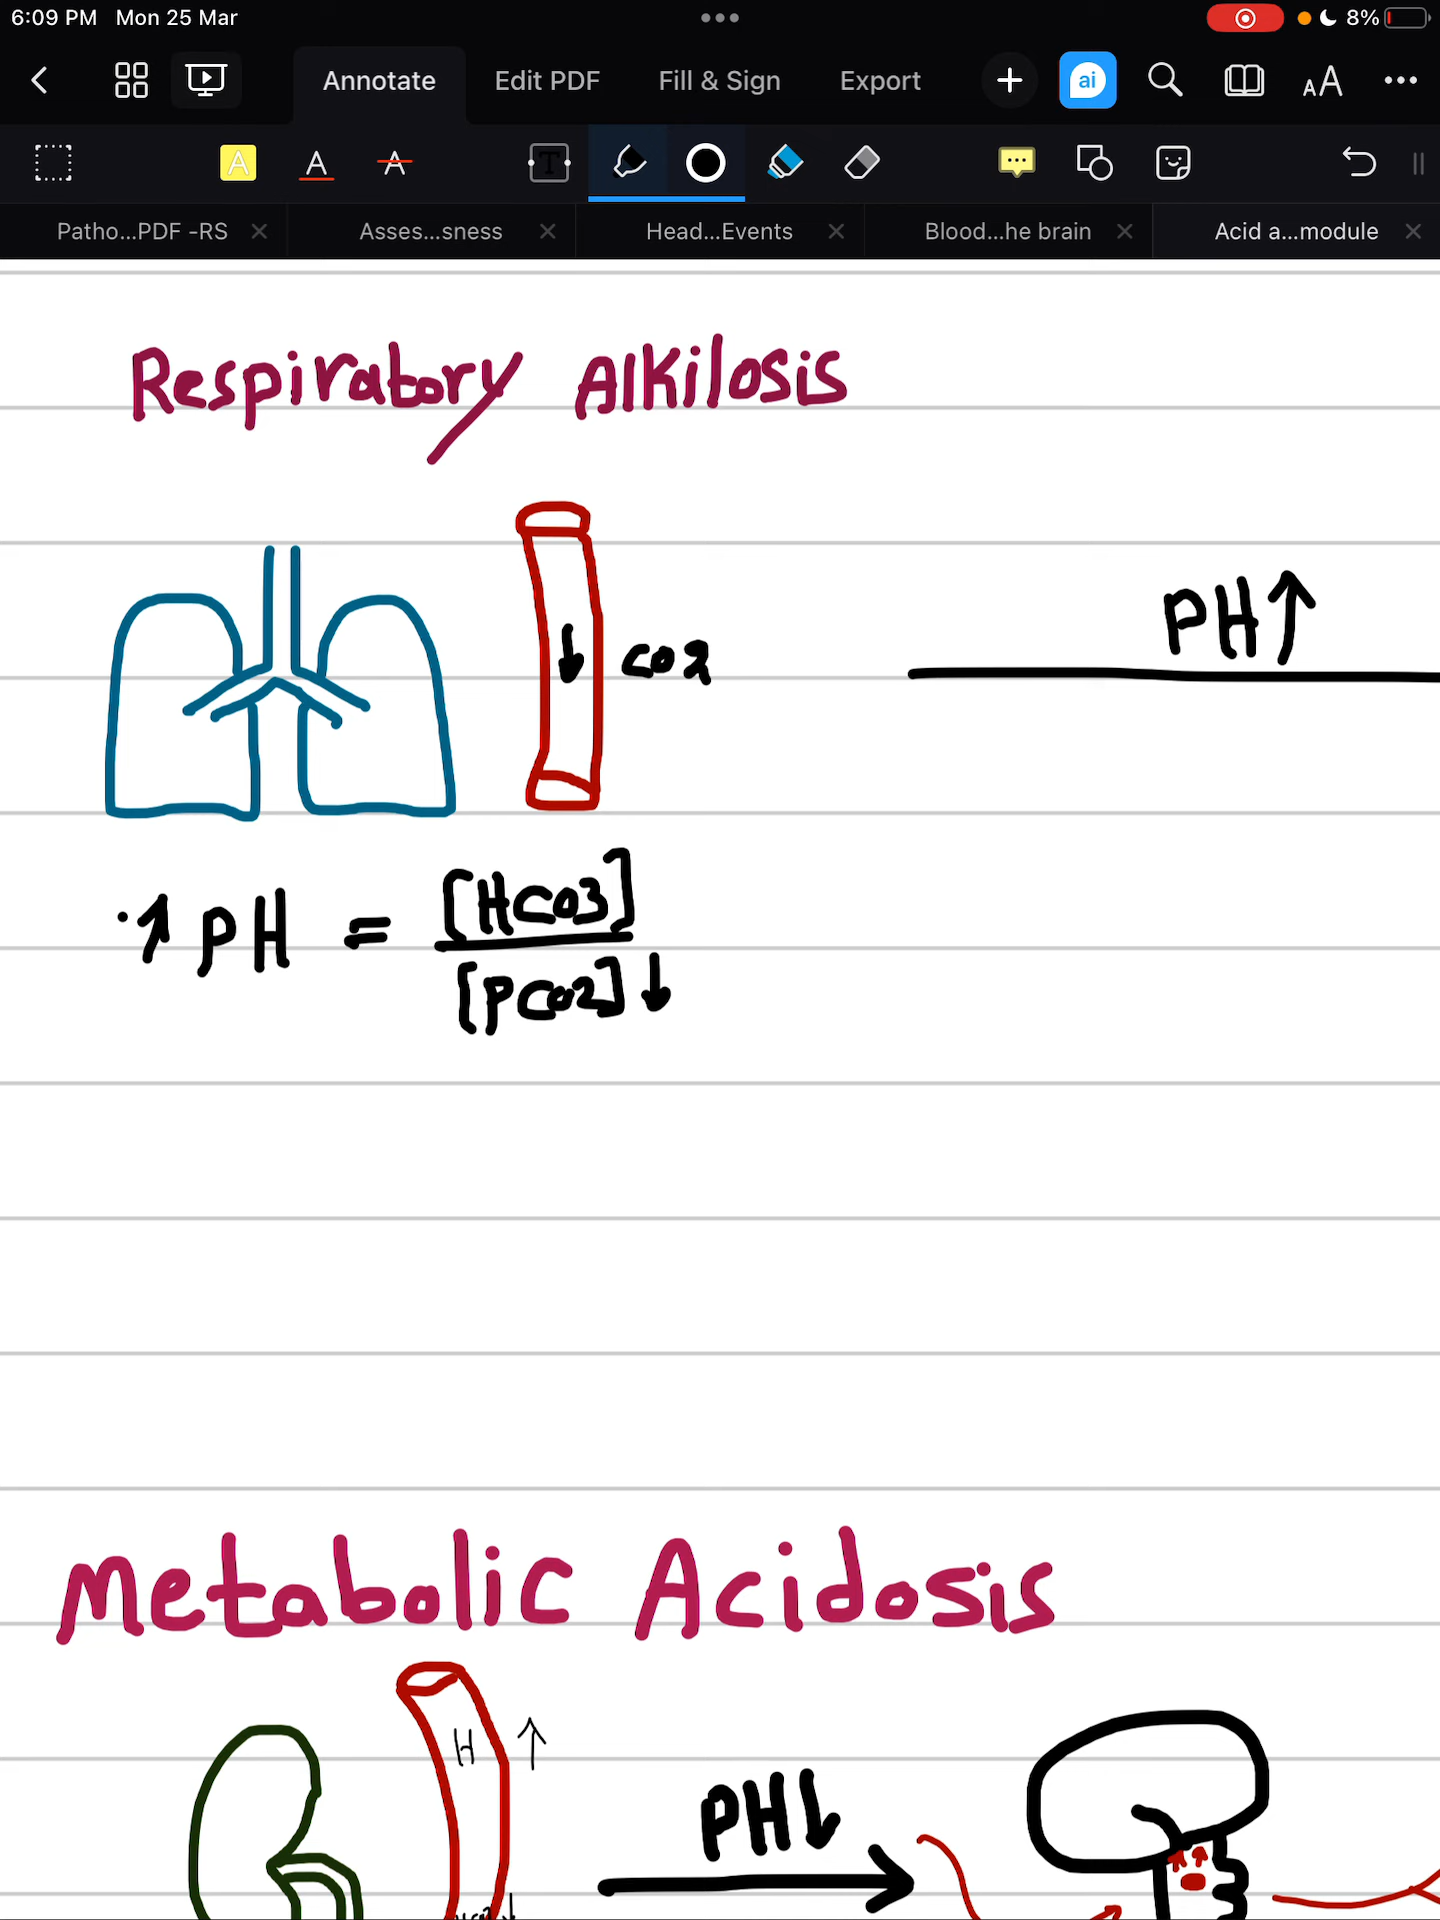 6:09 PM Mon 25 Mar
8%
Annotate Edit PDF Fill & Sign Export ai AA
A A A T
Patho...PDF -RS Asses...sness Head...Events Blood...he brain Acid a...module
Respiratory Alkilosis
PH↑
↓ CO2
↑ PH = [HCO3]
[PCO2]↓
Metabolic Acidosis
H ↑
PH↓